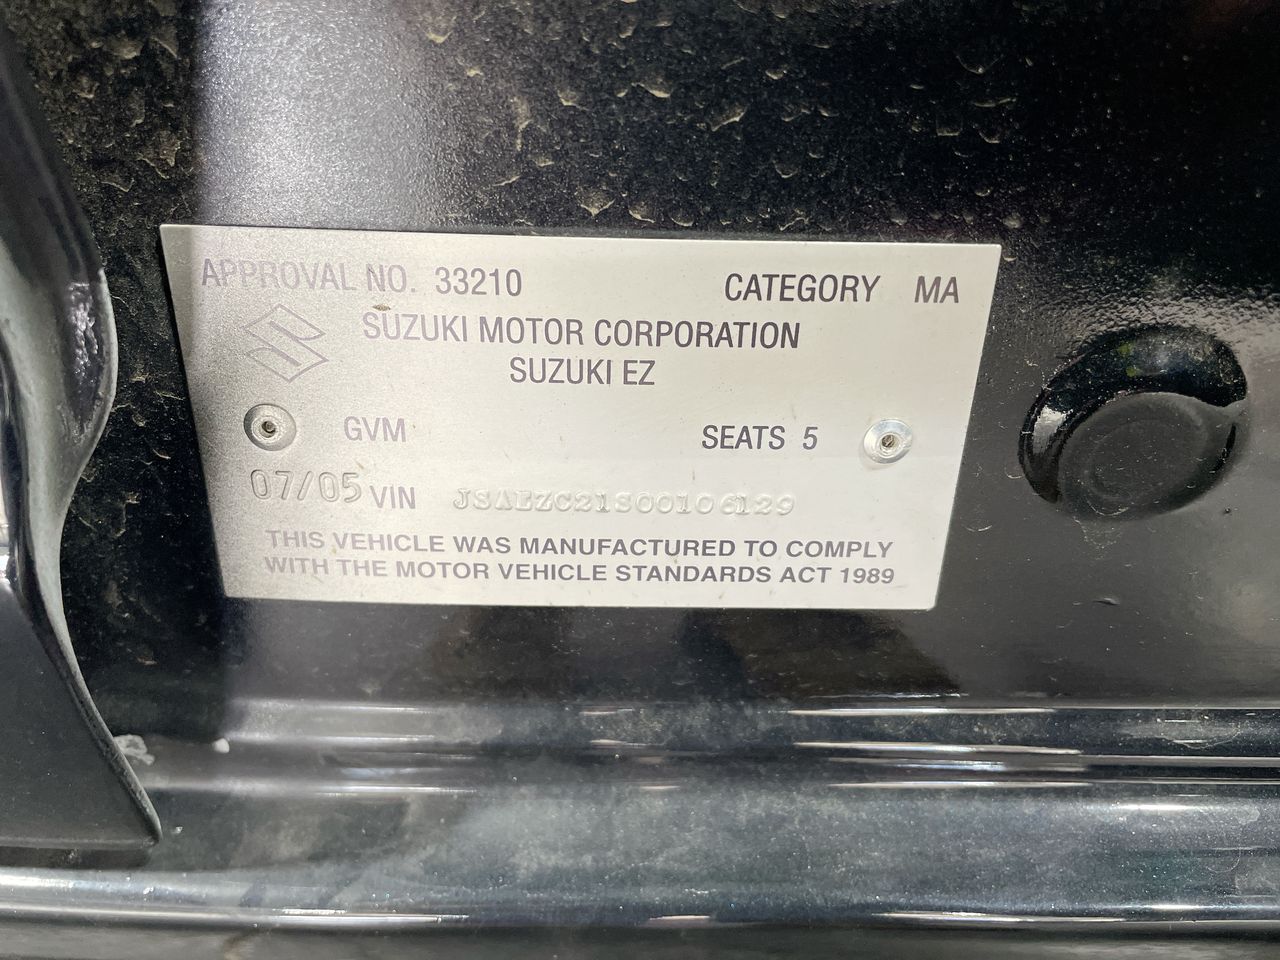 APPROVAL NO. 33210 CATEGORY MA
SUZUKI MOTOR CORPORATION
SUZUKI EZ
GVM SEATS 5
07/05 VIN JSAEZC21S00106129
THIS VEHICLE WAS MANUFACTURED TO COMPLY
WITH THE MOTOR VEHICLE STANDARDS ACT 1989